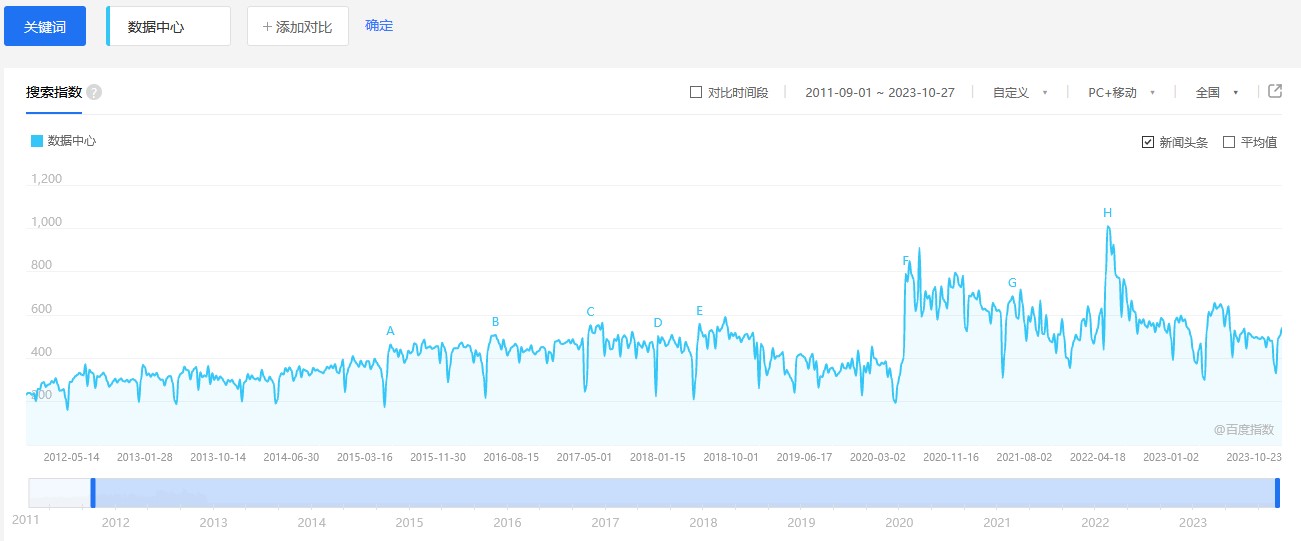 关键词 数据中心 + 添加对比 确定
搜索指数 ? 对比时间段 2011-09-01 ~ 2023-10-27 自定义 PC+移动 全国
数据中心 新闻头条 平均值
1,200
H
1,000
F
800
G
600
A B C D E
400
200
@百度指数
2012-05-14 2013-01-28 2013-10-14 2014-06-30 2015-03-16 2015-11-30 2016-08-15 2017-05-01 2018-01-15 2018-10-01 2019-06-17 2020-03-02 2020-11-16 2021-08-02 2022-04-18 2023-01-02 2023-10-23
2011 2012 2013 2014 2015 2016 2017 2018 2019 2020 2021 2022 2023